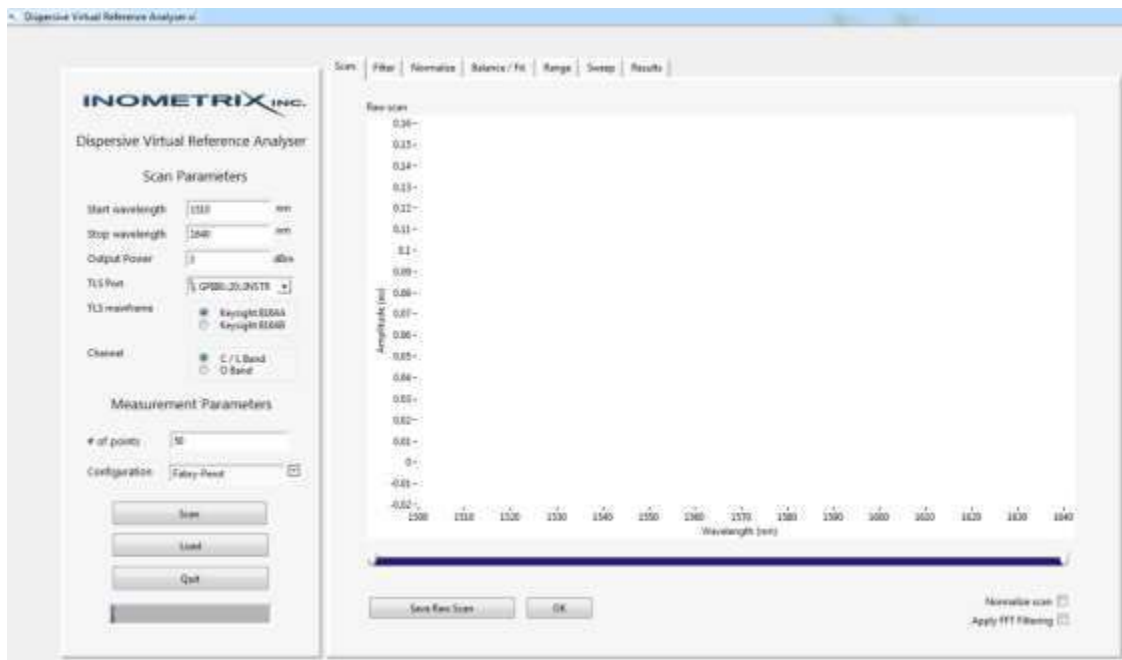 Dispersive Virtual Reference Analyser.vi
INOMETRIX INC.
Dispersive Virtual Reference Analyser
Scan Parameters
Start wavelength 1510 nm
Stop wavelength 1640 nm
Output Power dBm
TLS Port GPIB0::20::INSTR
TLS mainframe
Keysight 8164A
Keysight 8164B
Channel
C / L Band
O Band
Measurement Parameters
# of points 50
Configuration Fabry-Perot
Scan
Load
Quit
Scan Filter Normalize Balance / Fit Range Sweep Results
Raw scan
0.16
0.15
0.14
0.13
0.12
0.11
0.1
0.09
0.08
0.07
0.06
0.05
0.04
0.03
0.02
0.01
0
-0.01
-0.02
Amplitude (au)
1500 1510 1520 1530 1540 1550 1560 1570 1580 1590 1600 1610 1620 1630 1640
Wavelength (nm)
Save Raw Scan OK
Normalize scan
Apply FFT Filtering